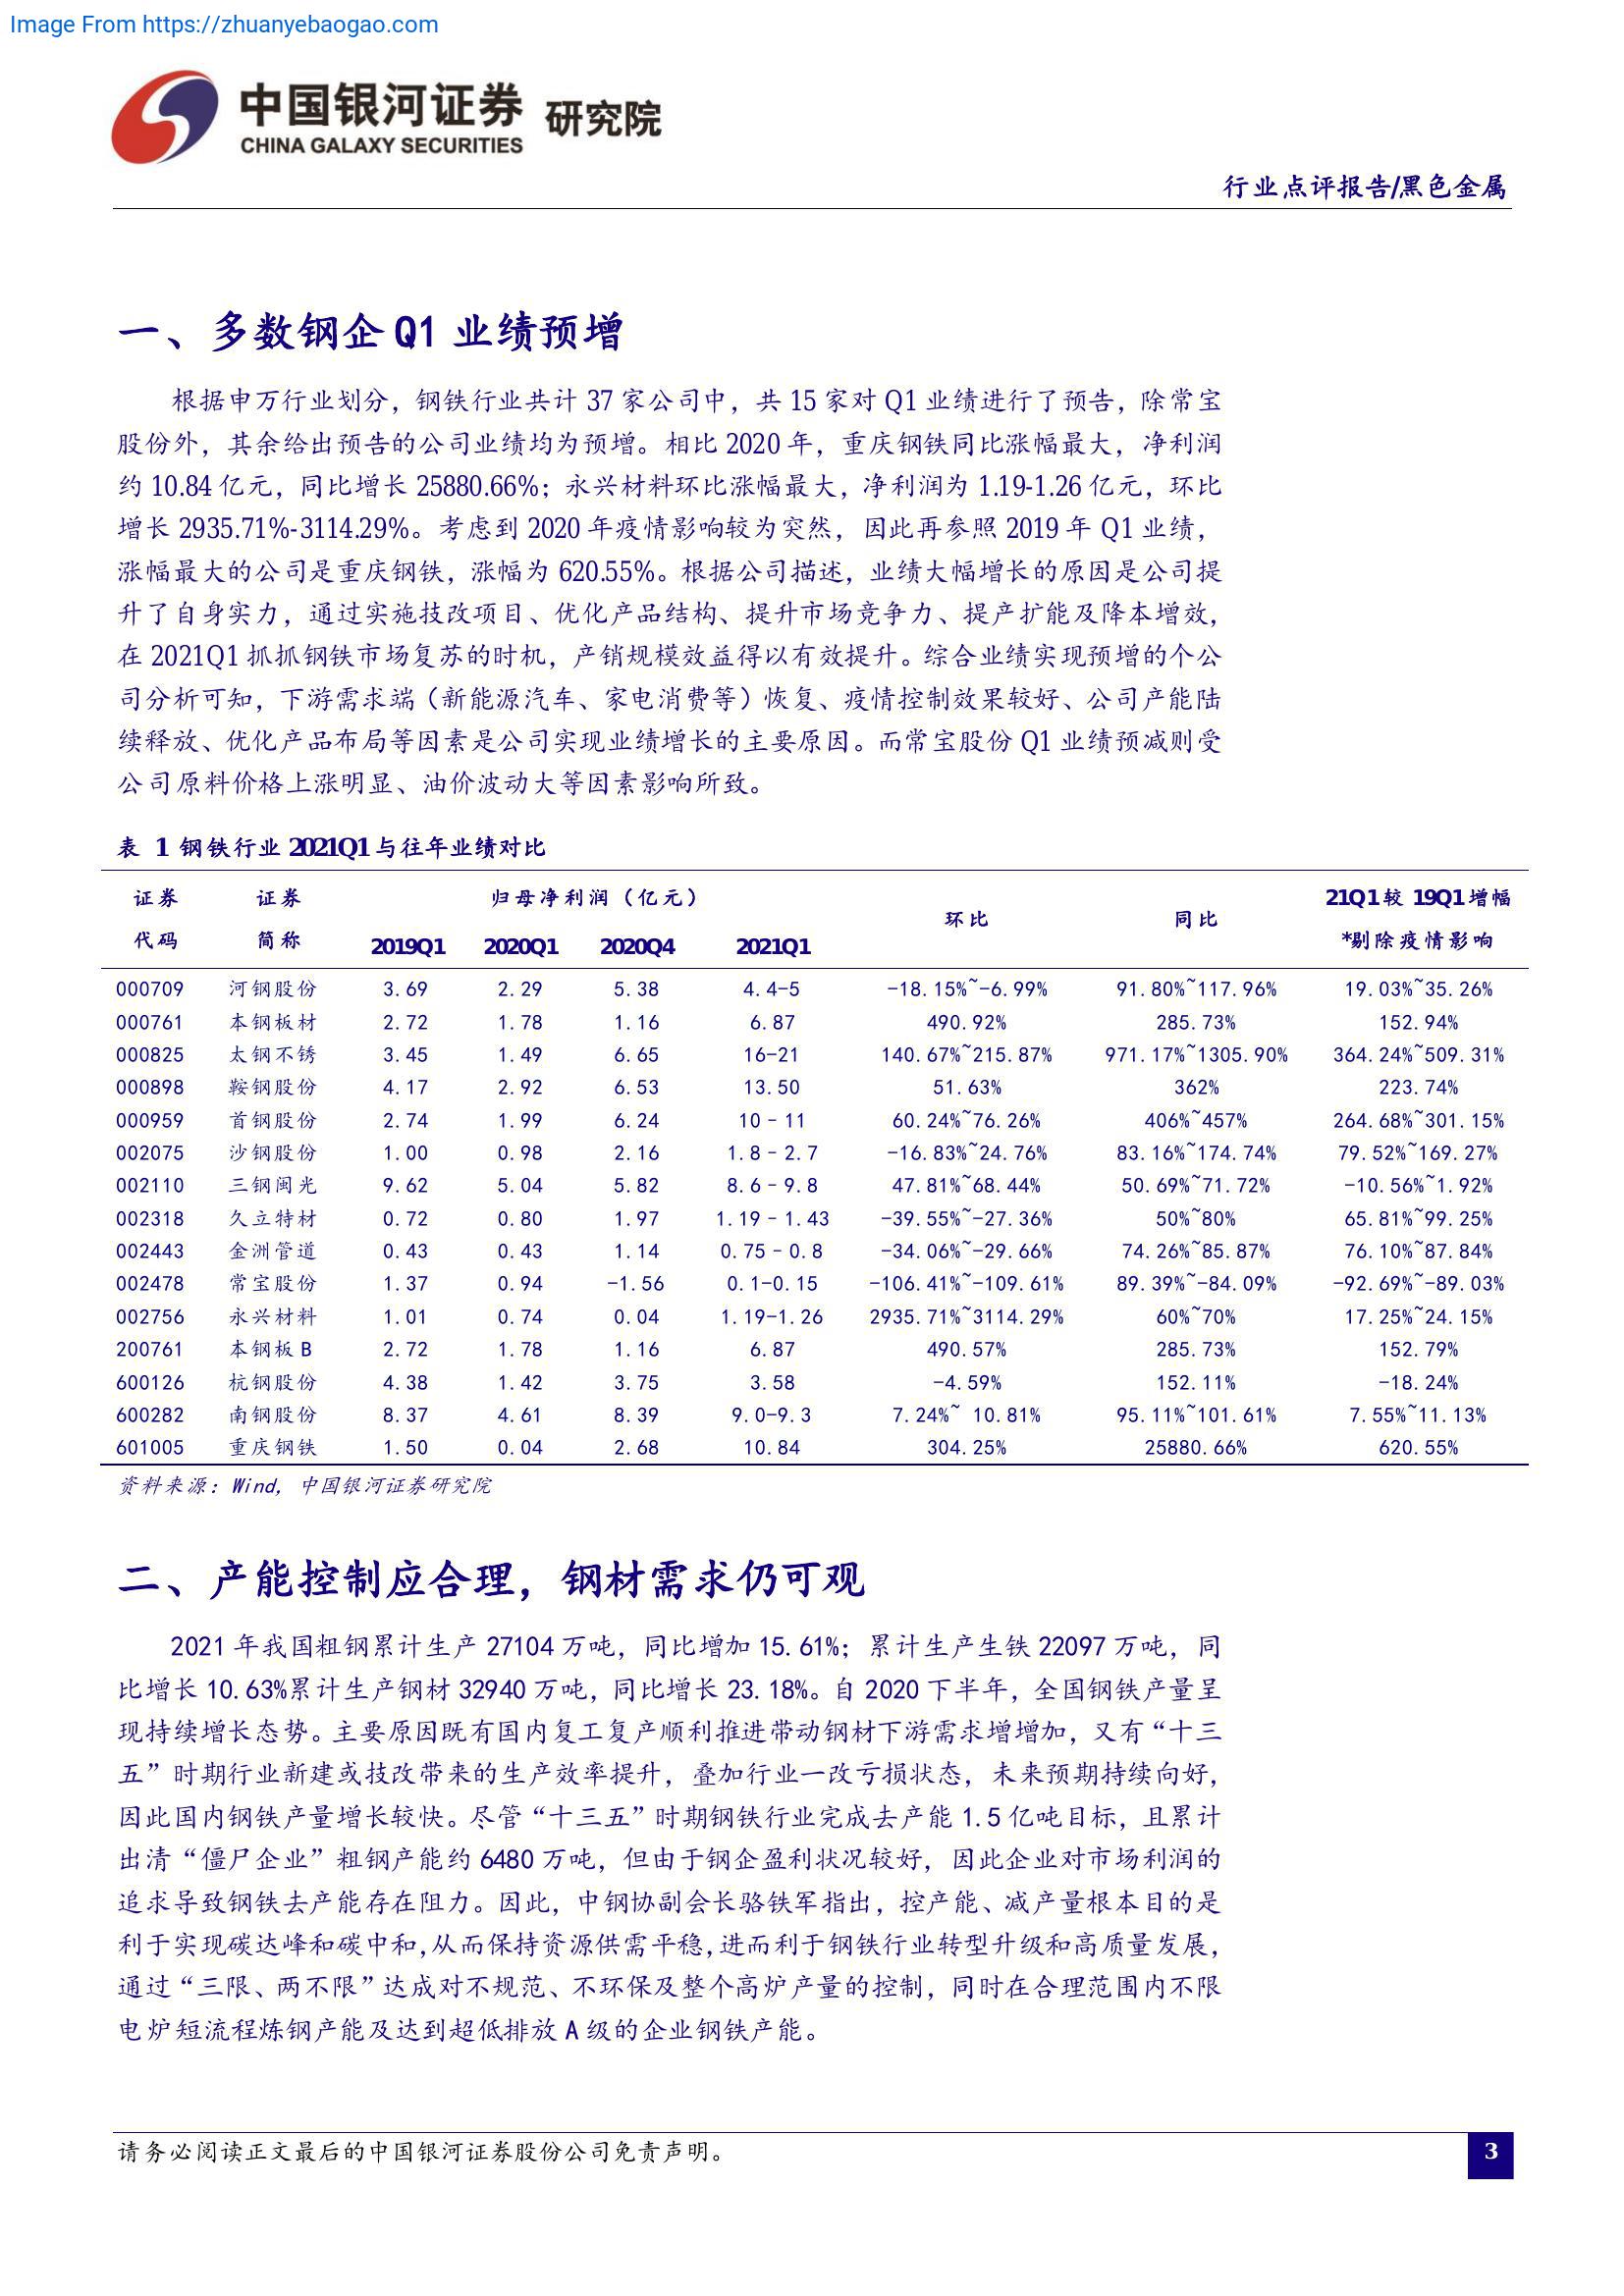 Image From https://zhuanyebaogao.com
中国银河证券 研究院
CHINA GALAXY SECURITIES
行业点评报告/黑色金属
一、多数钢企 Q1 业绩预增
根据申万行业划分，钢铁行业共计 37 家公司中，共 15 家对 Q1 业绩进行了预告，除常宝
股份外，其余给出预告的公司业绩均为预增。相比 2020 年，重庆钢铁同比涨幅最大，净利润
约 10.84 亿元，同比增长 25880.66%；永兴材料环比涨幅最大，净利润为 1.19-1.26 亿元，环比
增长 2935.71%-3114.29%。考虑到 2020 年疫情影响较为突然，因此再参照 2019 年 Q1 业绩，
涨幅最大的公司是重庆钢铁，涨幅为 620.55%。根据公司描述，业绩大幅增长的原因是公司提
升了自身实力，通过实施技改项目、优化产品结构、提升市场竞争力、提产扩能及降本增效，
在 2021Q1 抓抓钢铁市场复苏的时机，产销规模效益得以有效提升。综合业绩实现预增的个公
司分析可知，下游需求端（新能源汽车、家电消费等）恢复、疫情控制效果较好、公司产能陆
续释放、优化产品布局等因素是公司实现业绩增长的主要原因。而常宝股份 Q1 业绩预减则受
公司原料价格上涨明显、油价波动大等因素影响所致。
表 1 钢铁行业 2021Q1 与往年业绩对比
证券 证券 归母净利润（亿元） 环比 同比 21Q1 较 19Q1 增幅
代码 简称 2019Q1 2020Q1 2020Q4 2021Q1 *剔除疫情影响
000709 河钢股份 3.69 2.29 5.38 4.4-5 -18.15%~-6.99% 91.80%~117.96% 19.03%~35.26%
000761 本钢板材 2.72 1.78 1.16 6.87 490.92% 285.73% 152.94%
000825 太钢不锈 3.45 1.49 6.65 16-21 140.67%~215.87% 971.17%~1305.90% 364.24%~509.31%
000898 鞍钢股份 4.17 2.92 6.53 13.50 51.63% 362% 223.74%
000959 首钢股份 2.74 1.99 6.24 10–11 60.24%~76.26% 406%~457% 264.68%~301.15%
002075 沙钢股份 1.00 0.98 2.16 1.8–2.7 -16.83%~24.76% 83.16%~174.74% 79.52%~169.27%
002110 三钢闽光 9.62 5.04 5.82 8.6–9.8 47.81%~68.44% 50.69%~71.72% -10.56%~1.92%
002318 久立特材 0.72 0.80 1.97 1.19–1.43 -39.55%~-27.36% 50%~80% 65.81%~99.25%
002443 金洲管道 0.43 0.43 1.14 0.75–0.8 -34.06%~-29.66% 74.26%~85.87% 76.10%~87.84%
002478 常宝股份 1.37 0.94 -1.56 0.1-0.15 -106.41%~-109.61% 89.39%~-84.09% -92.69%~-89.03%
002756 永兴材料 1.01 0.74 0.04 1.19-1.26 2935.71%~3114.29% 60%~70% 17.25%~24.15%
200761 本钢板 B 2.72 1.78 1.16 6.87 490.57% 285.73% 152.79%
600126 杭钢股份 4.38 1.42 3.75 3.58 -4.59% 152.11% -18.24%
600282 南钢股份 8.37 4.61 8.39 9.0-9.3 7.24%~ 10.81% 95.11%~101.61% 7.55%~11.13%
601005 重庆钢铁 1.50 0.04 2.68 10.84 304.25% 25880.66% 620.55%
资料来源：Wind，中国银河证券研究院
二、产能控制应合理，钢材需求仍可观
2021 年我国粗钢累计生产 27104 万吨，同比增加 15.61%；累计生产生铁 22097 万吨，同
比增长 10.63%累计生产钢材 32940 万吨，同比增长 23.18%。自 2020 下半年，全国钢铁产量呈
现持续增长态势。主要原因既有国内复工复产顺利推进带动钢材下游需求增增加，又有“十三
五”时期行业新建或技改带来的生产效率提升，叠加行业一改亏损状态，未来预期持续向好，
因此国内钢铁产量增长较快。尽管“十三五”时期钢铁行业完成去产能 1.5 亿吨目标，且累计
出清“僵尸企业”粗钢产能约 6480 万吨，但由于钢企盈利状况较好，因此企业对市场利润的
追求导致钢铁去产能存在阻力。因此，中钢协副会长骆铁军指出，控产能、减产量根本目的是
利于实现碳达峰和碳中和,从而保持资源供需平稳,进而利于钢铁行业转型升级和高质量发展，
通过“三限、两不限”达成对不规范、不环保及整个高炉产量的控制，同时在合理范围内不限
电炉短流程炼钢产能及达到超低排放 A 级的企业钢铁产能。
请务必阅读正文最后的中国银河证券股份公司免责声明。
3